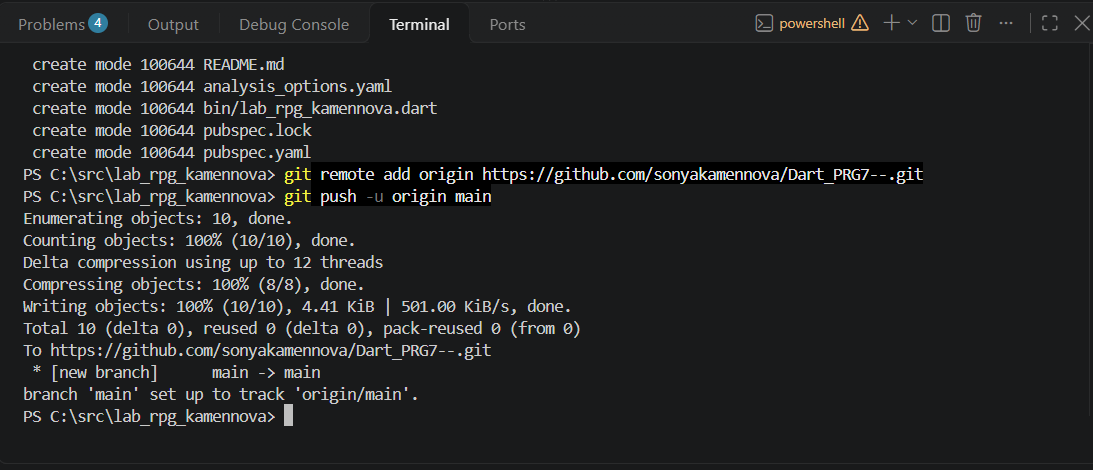 Problems 4 Output Debug Console Terminal Ports powershell
create mode 100644 README.md
create mode 100644 analysis_options.yaml
create mode 100644 bin/lab_rpg_kamennova.dart
create mode 100644 pubspec.lock
create mode 100644 pubspec.yaml
PS C:\src\lab_rpg_kamennova> git remote add origin https://github.com/sonyakamennova/Dart_PRG7--.git
PS C:\src\lab_rpg_kamennova> git push -u origin main
Enumerating objects: 10, done.
Counting objects: 100% (10/10), done.
Delta compression using up to 12 threads
Compressing objects: 100% (8/8), done.
Writing objects: 100% (10/10), 4.41 KiB | 501.00 KiB/s, done.
Total 10 (delta 0), reused 0 (delta 0), pack-reused 0 (from 0)
To https://github.com/sonyakamennova/Dart_PRG7--.git
 * [new branch]      main -> main
branch 'main' set up to track 'origin/main'.
PS C:\src\lab_rpg_kamennova>